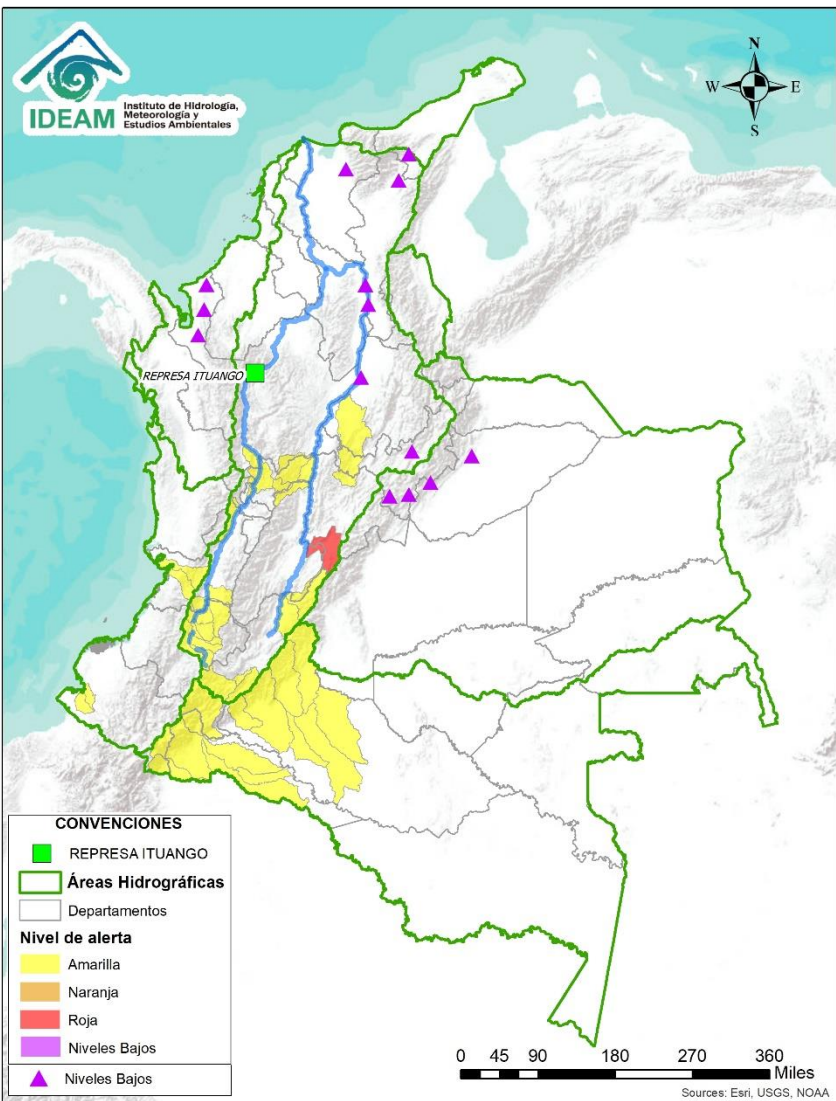 IDEAM
Instituto de Hidrología,
Meteorología y
Estudios Ambientales
N
W E
S
REPRESA ITUANGO
CONVENCIONES
REPRESA ITUANGO
Áreas Hidrográficas
Departamentos
Nivel de alerta
Amarilla
Naranja
Roja
Niveles Bajos
Niveles Bajos
0 45 90 180 270 360
Miles
Sources: Esri, USGS, NOAA